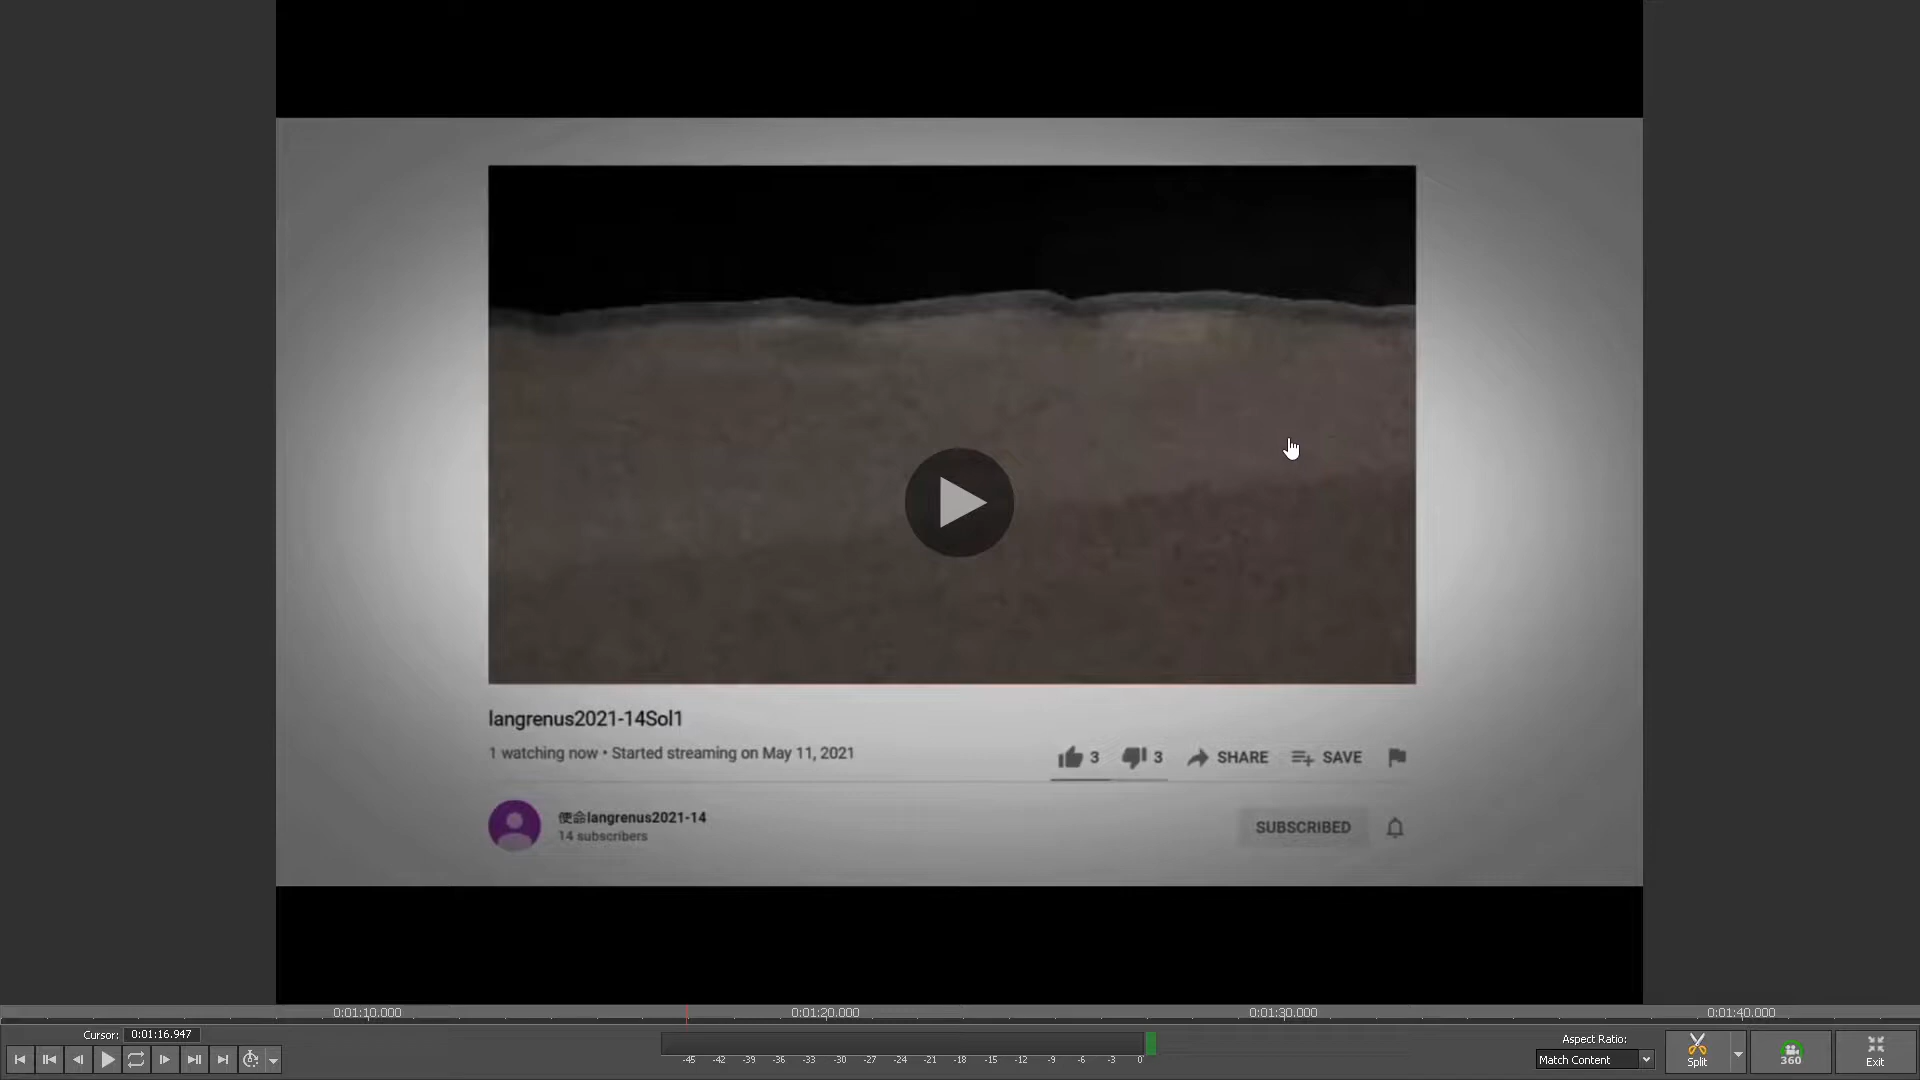 langrenus2021-14Sol1
1 watching now • Started streaming on May 11, 2021
3
3
SHARE
SAVE
使命langrenus2021-14
14 subscribers
SUBSCRIBED
0:01:10.000
0:01:20.000
0:01:30.000
0:01:40.000
Cursor: 0:01:16.947
-45 -42 -39 -36 -33 -30 -27 -24 -21 -18 -15 -12 -9 -6 -3 0
Aspect Ratio:
Match Content
Split
360
Exit